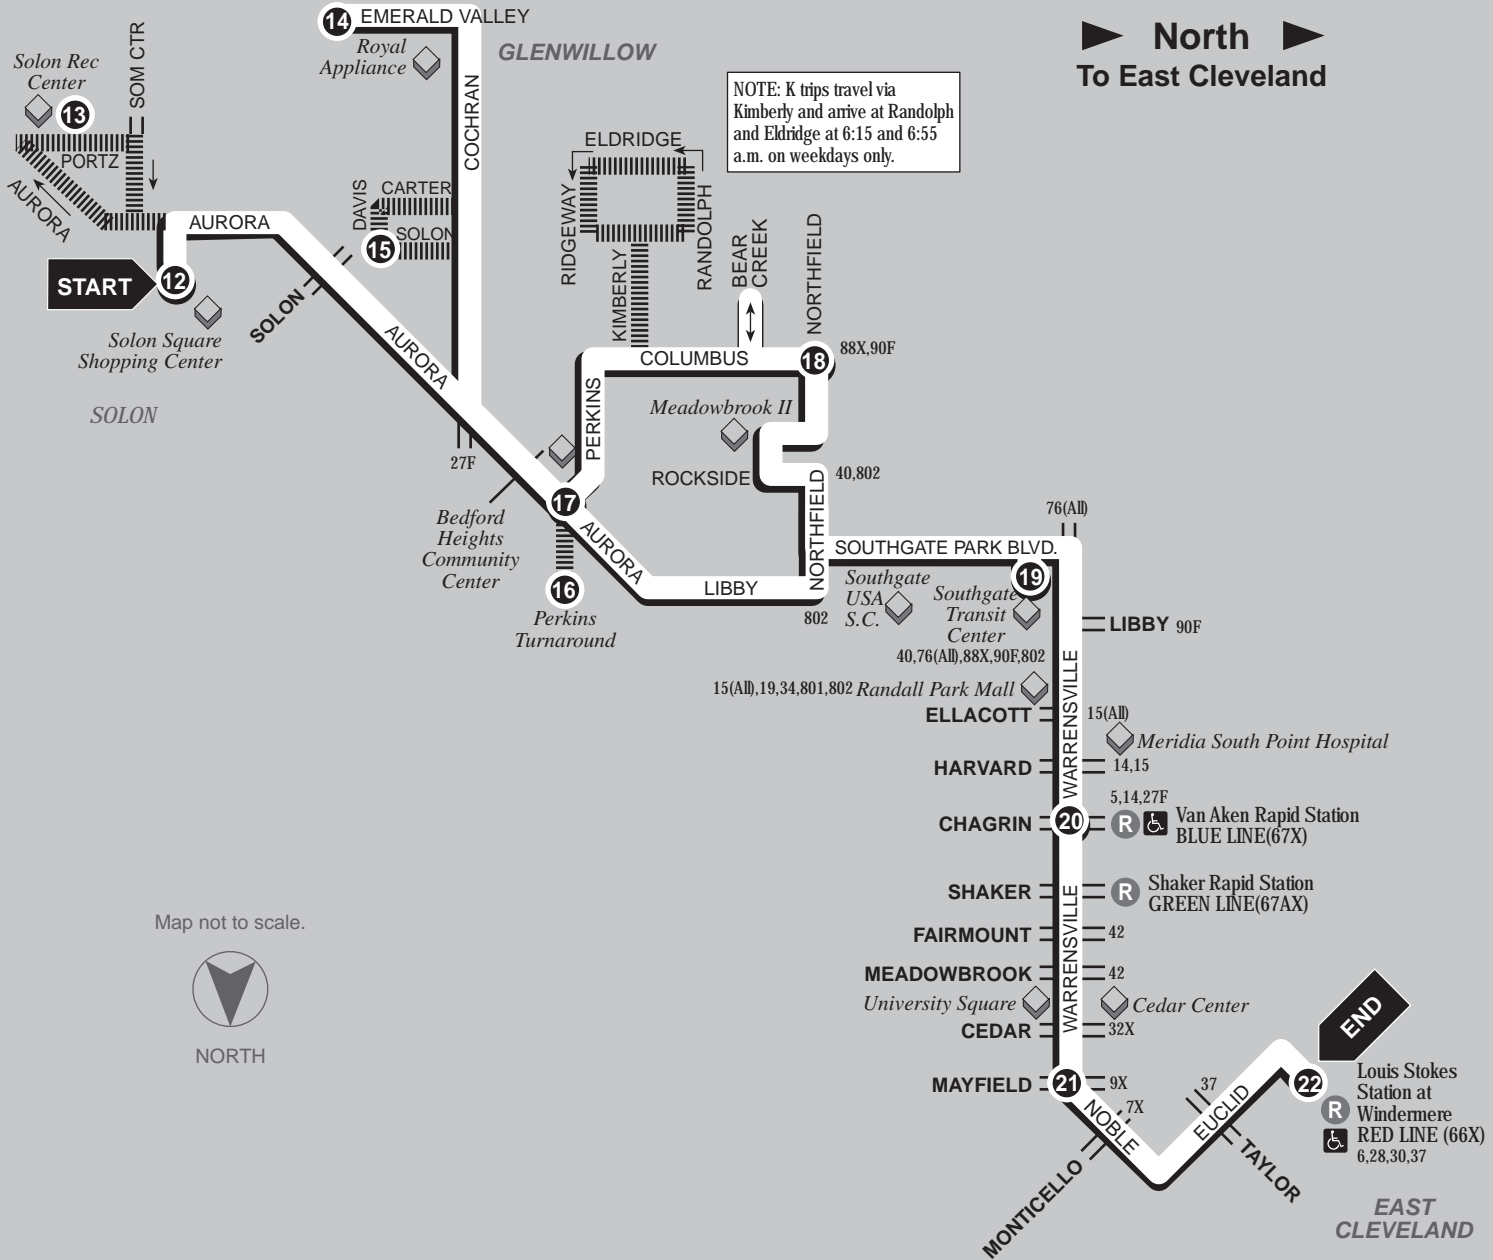 North
To East Cleveland
14
EMERALD VALLEY
Royal
Appliance
GLENWILLOW
COCHRAN
Solon Rec
Center
13
SOM CTR
PORTZ
AURORA
AURORA
START
12
Solon Square
Shopping Center
SOLON
SOLON
DAVIS
CARTER
SOLON
15
AURORA
27F
NOTE: K trips travel via
Kimberly and arrive at Randolph
and Eldridge at 6:15 and 6:55
a.m. on weekdays only.
ELDRIDGE
RIDGEWAY
RANDOLPH
KIMBERLY
BEAR
CREEK
NORTHFIELD
COLUMBUS
18
88X,90F
PERKINS
Meadowbrook II
ROCKSIDE
40,802
17
Bedford
Heights
Community
Center
AURORA
16
Perkins
Turnaround
LIBBY
NORTHFIELD
802
SOUTHGATE PARK BLVD.
76(All)
19
Southgate
USA
S.C.
Southgate
Transit
Center
40,76(All),88X,90F,802
LIBBY 90F
WARRENSVILLE
15(All),19,34,801,802 Randall Park Mall
ELLACOTT
15(All)
Meridia South Point Hospital
HARVARD
14,15
5,14,27F
CHAGRIN
20
R
Van Aken Rapid Station
BLUE LINE(67X)
SHAKER
R
Shaker Rapid Station
GREEN LINE(67AX)
WARRENSVILLE
FAIRMOUNT
42
MEADOWBROOK
42
University Square
Cedar Center
CEDAR
32X
MAYFIELD
21
9X
NOBLE
7X
MONTICELLO
37
EUCLID
TAYLOR
END
22
Louis Stokes
Station at
R Windermere
RED LINE (66X)
6,28,30,37
EAST
CLEVELAND
Map not to scale.
NORTH